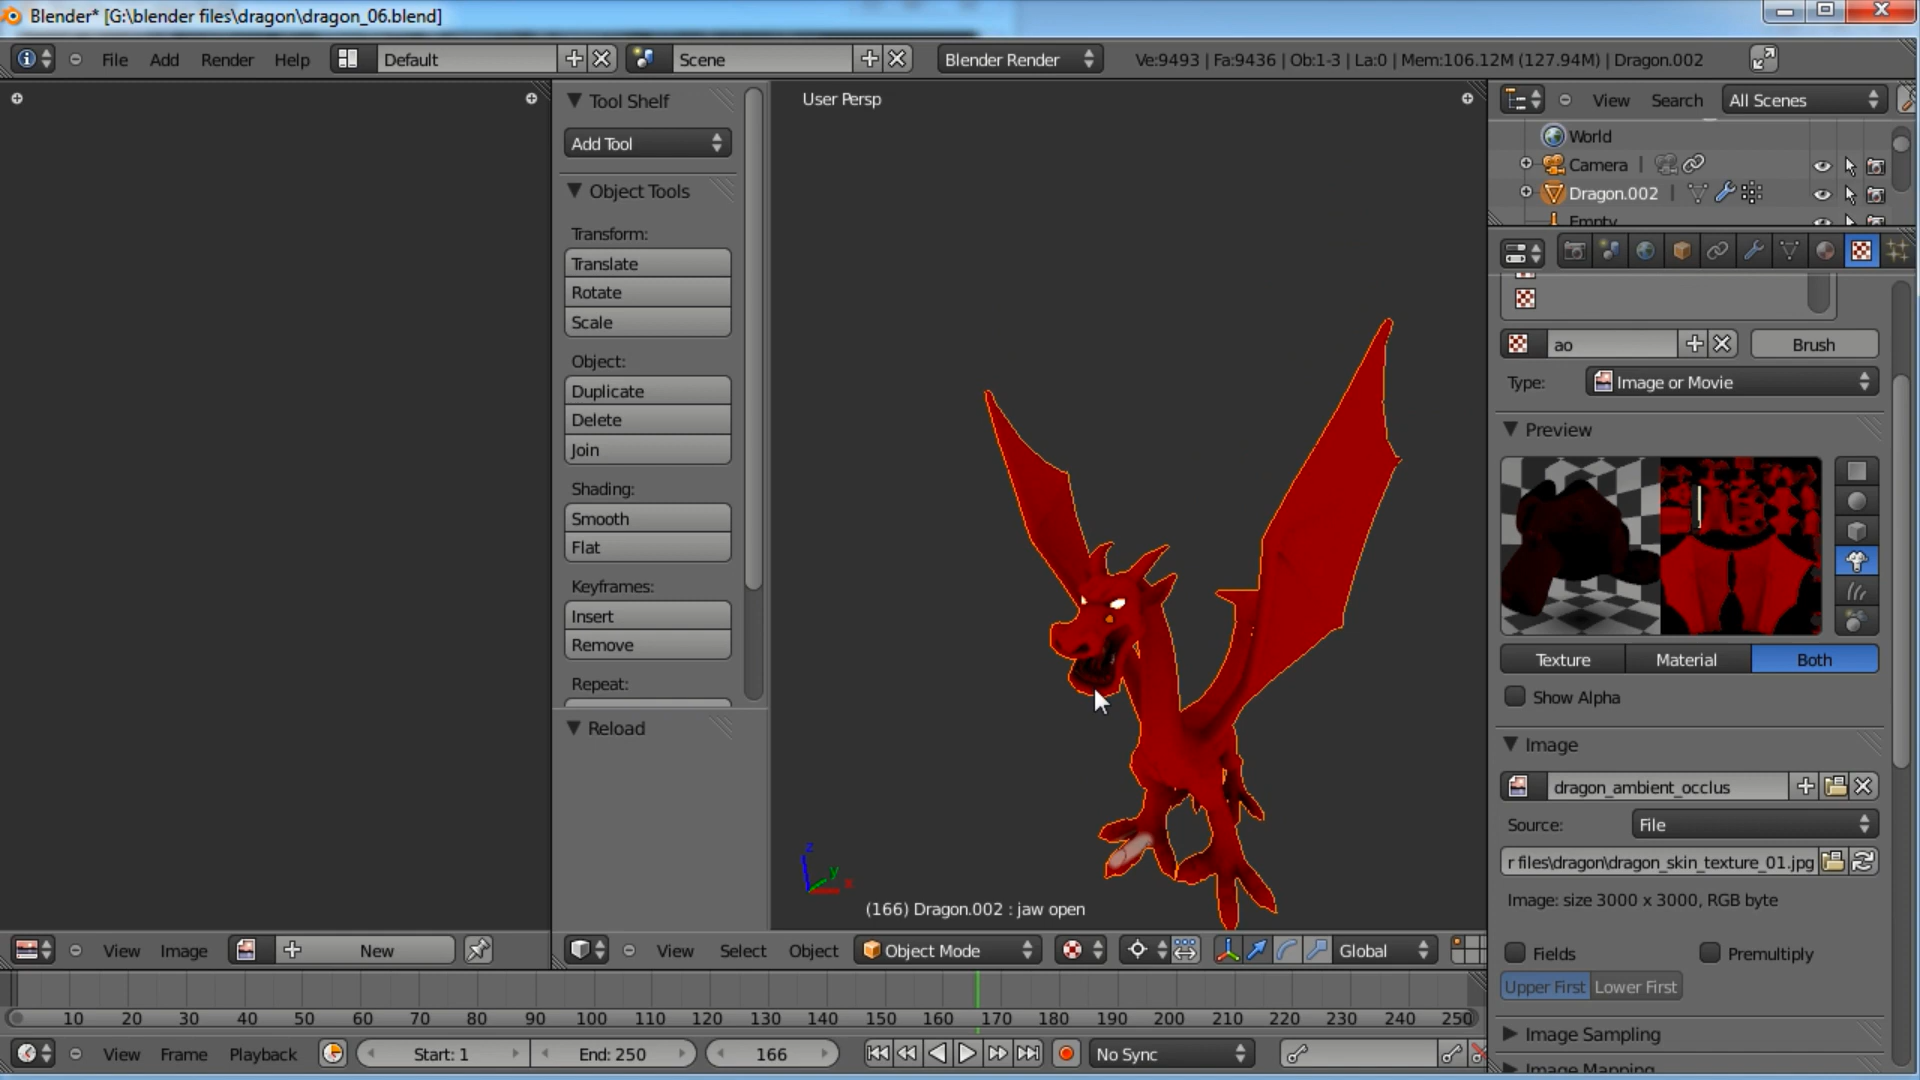 Blender* [G:\blender files\dragon\dragon_06.blend]
File Add Render Help Default Scene Blender Render Ve:9493 | Fa:9436 | Ob:1-3 | La:0 | Mem:106.12M (127.94M) | Dragon.002
Tool Shelf
Add Tool
Object Tools
Transform:
Translate
Rotate
Scale
Object:
Duplicate
Delete
Join
Shading:
Smooth
Flat
Keyframes:
Insert
Remove
Repeat:
Reload
User Persp
z
y
x
(166) Dragon.002 : jaw open
View Search All Scenes
World
Camera
Dragon.002
Empty
ao Brush
Type: Image or Movie
Preview
Texture Material Both
Show Alpha
Image
dragon_ambient_occlus
Source: File
r files\dragon\dragon_skin_texture_01.jpg
Image: size 3000 x 3000, RGB byte
Fields Premultiply
Upper First Lower First
Image Sampling
Image Mapping
View Image New
View Select Object Object Mode Global
10 20 30 40 50 60 70 80 90 100 110 120 130 140 150 160 170 180 190 200 210 220 230 240 250
View Frame Playback Start: 1 End: 250 166 No Sync